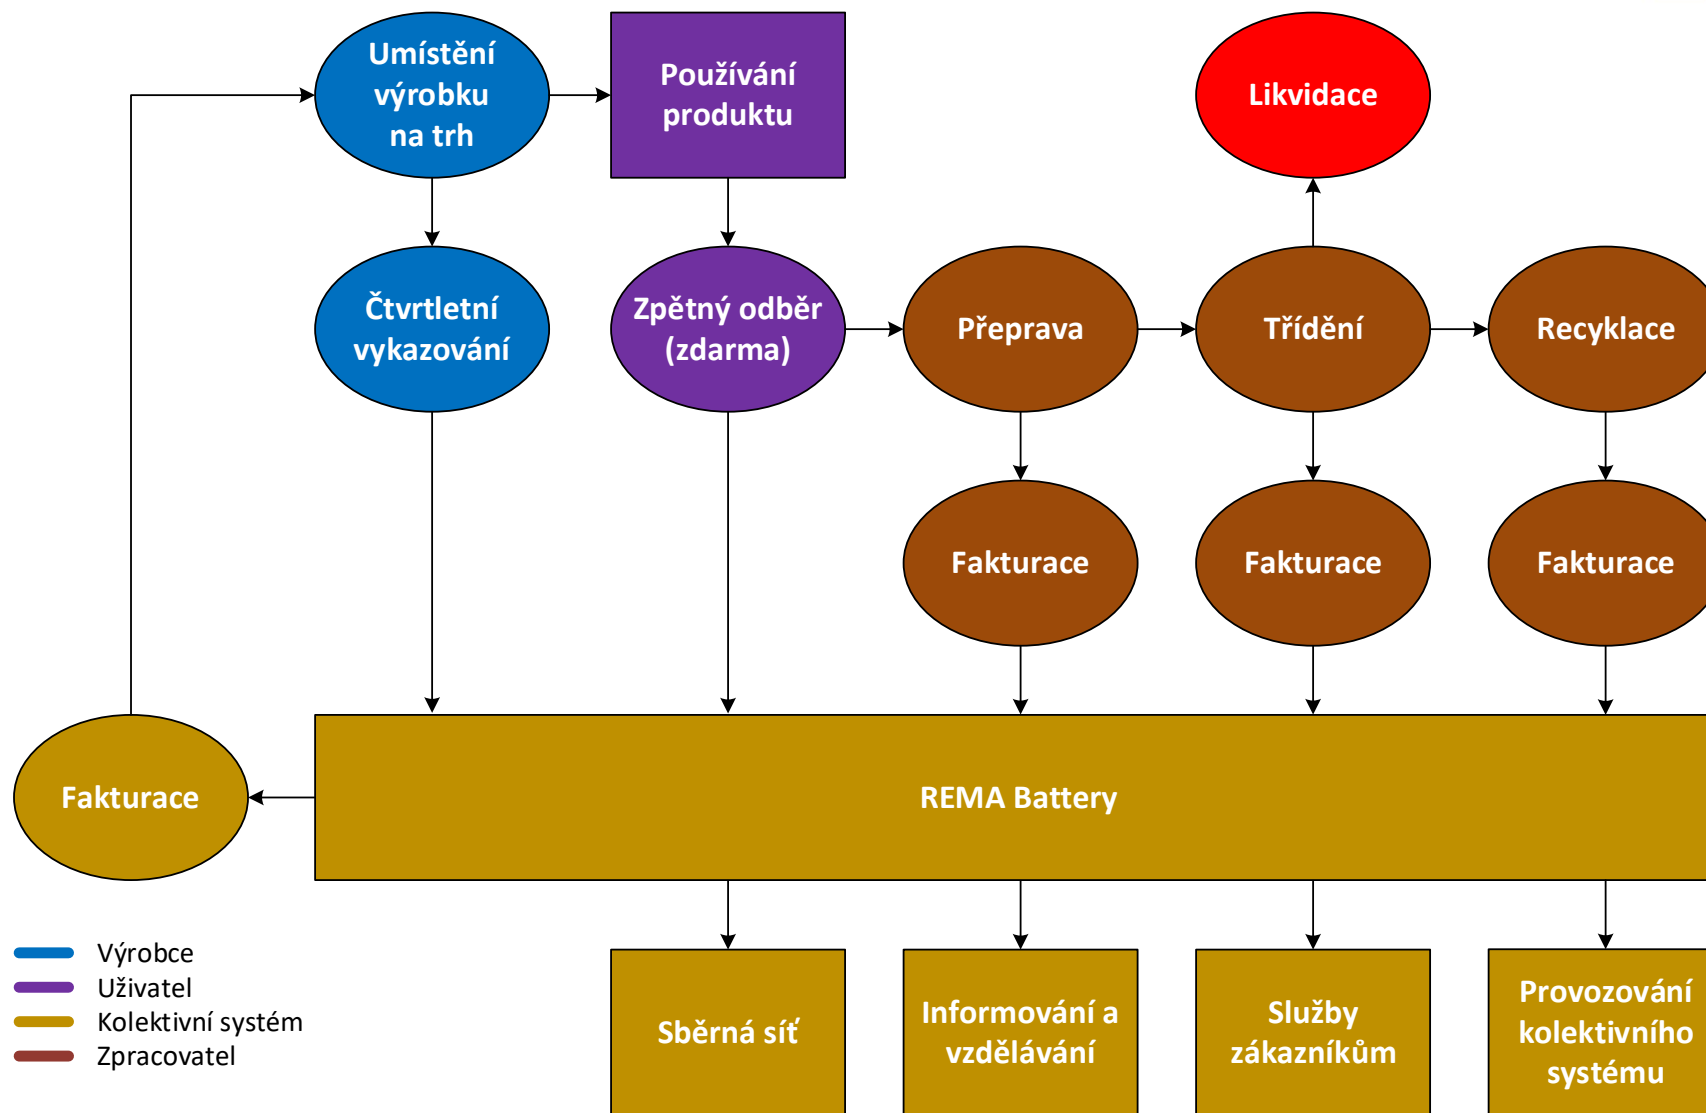 Umístění
výrobku
na trh
Používání
produktu
Likvidace
Čtvrtletní
vykazování
Zpětný odběr
(zdarma)
Přeprava
Třídění
Recyklace
Fakturace
Fakturace
Fakturace
Fakturace
REMA Battery
Výrobce
Uživatel
Kolektivní systém
Zpracovatel
Sběrná síť
Informování a
vzdělávání
Služby
zákazníkům
Provozování
kolektivního
systému